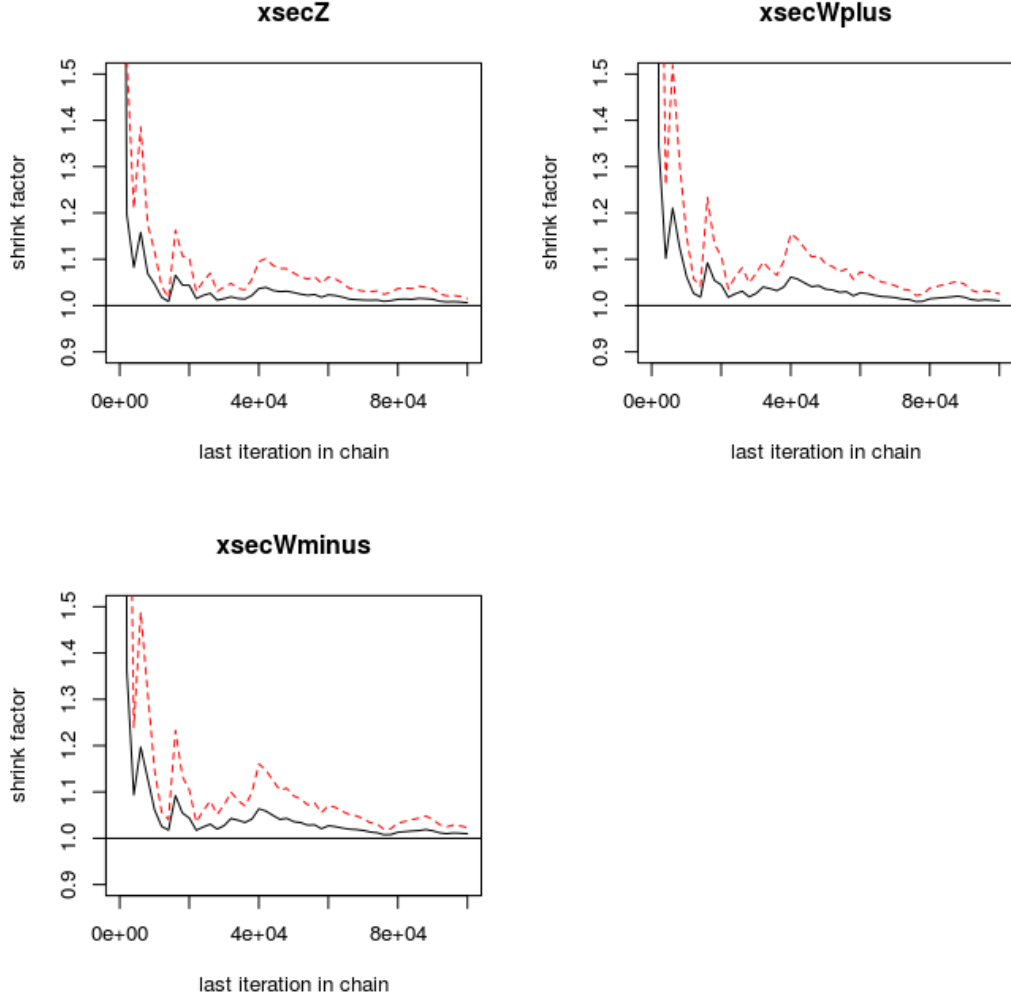 xsecZ
shrink factor
0.9 1.0 1.1 1.2 1.3 1.4 1.5
0e+00 4e+04 8e+04
last iteration in chain
xsecWplus
shrink factor
0.9 1.0 1.1 1.2 1.3 1.4 1.5
0e+00 4e+04 8e+04
last iteration in chain
xsecWminus
shrink factor
0.9 1.0 1.1 1.2 1.3 1.4 1.5
0e+00 4e+04 8e+04
last iteration in chain